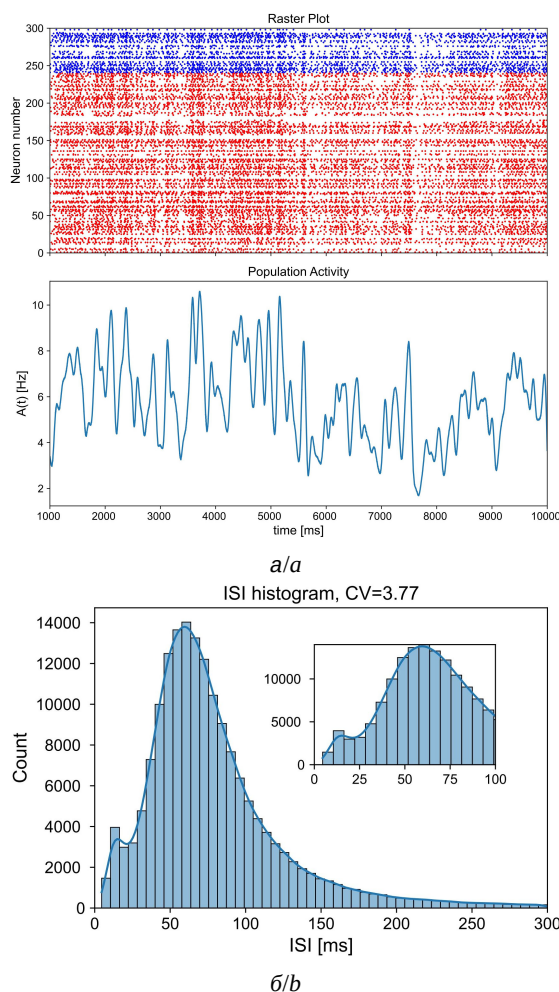 Raster Plot
Neuron number
300
250
200
150
100
50
0
Population Activity
A(t) [Hz]
10
8
6
4
2
1000 2000 3000 4000 5000 6000 7000 8000 9000 10000
time [ms]
а/a
ISI histogram, CV=3.77
Count
14000
12000
10000
8000
6000
4000
2000
0
10000
5000
0
0 25 50 75 100
0 50 100 150 200 250 300
ISI [ms]
б/b